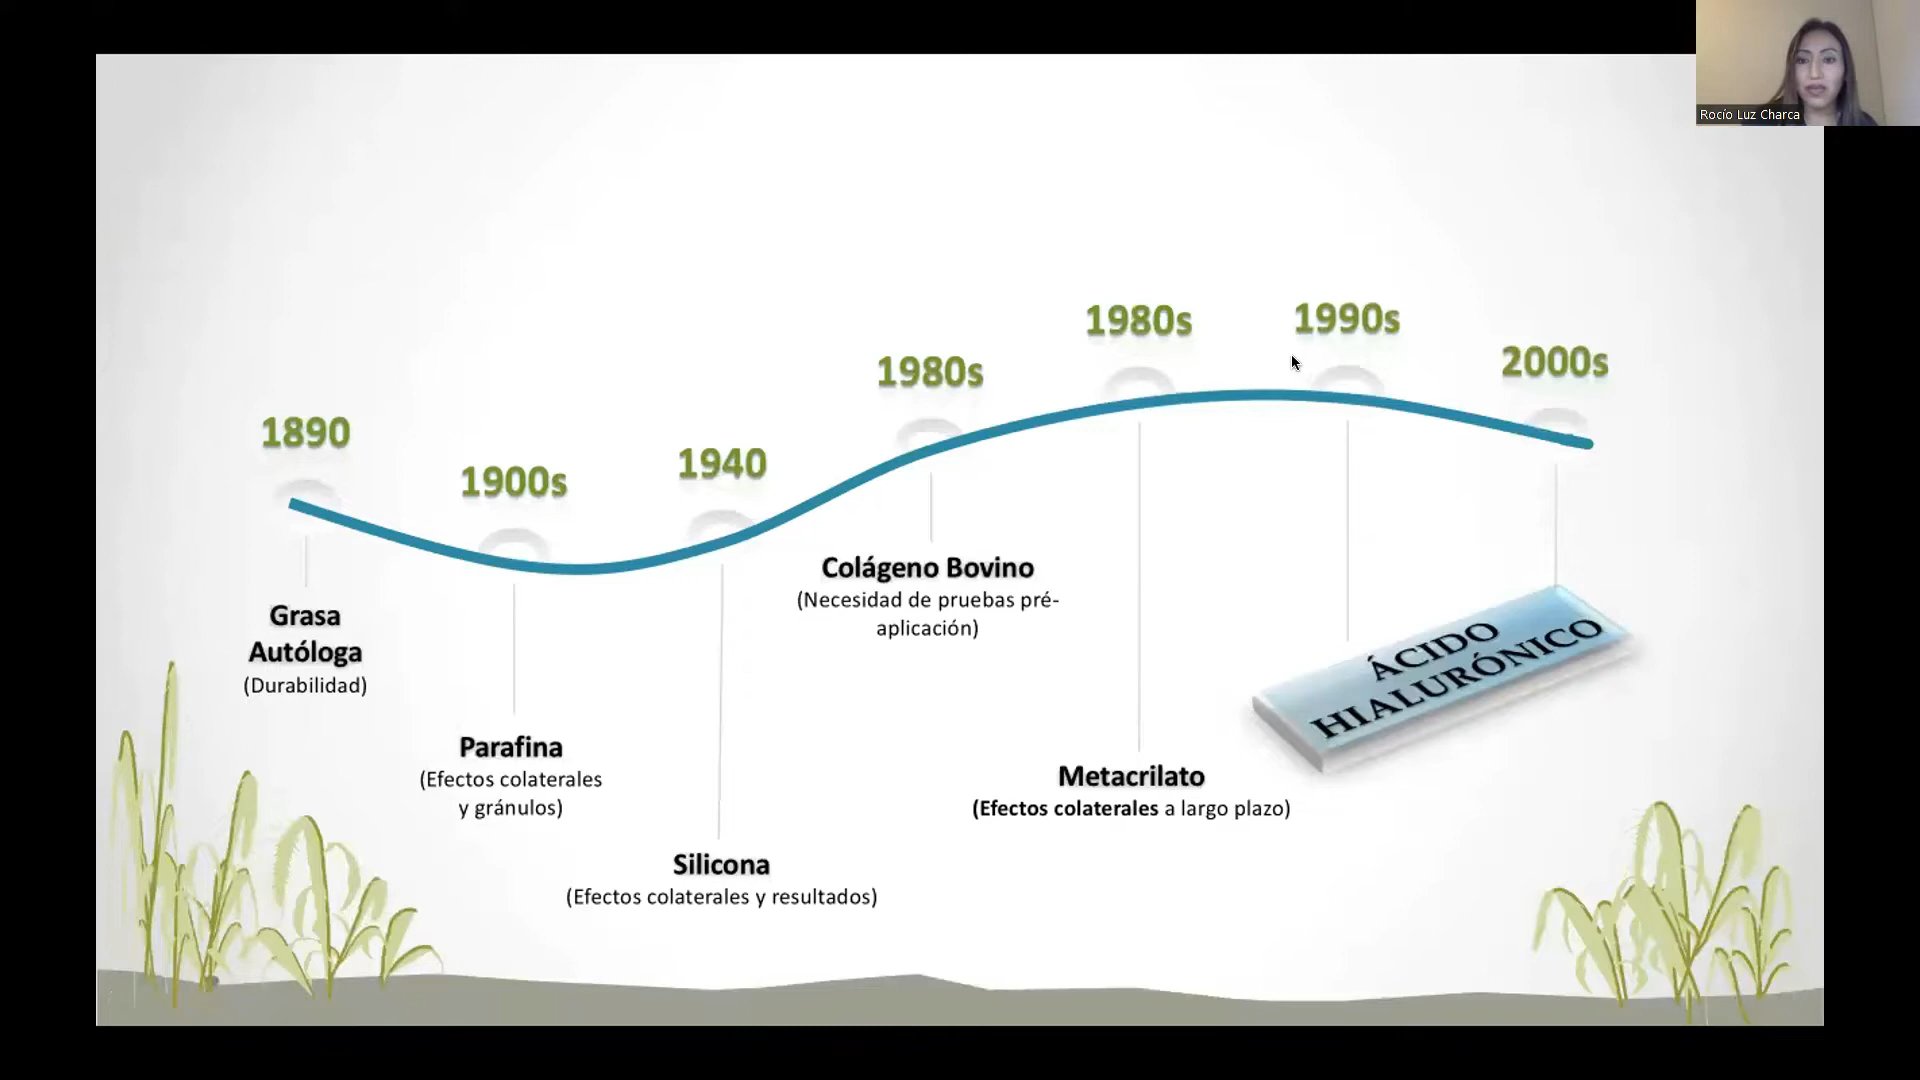 Rocío Luz Charca
1890
1900s
1940
1980s
1980s
1990s
2000s
Grasa
Autóloga
(Durabilidad)
Parafina
(Efectos colaterales
y gránulos)
Silicona
(Efectos colaterales y resultados)
Colágeno Bovino
(Necesidad de pruebas pré-
aplicación)
Metacrilato
(Efectos colaterales a largo plazo)
ÁCIDO
HIALURÓNICO